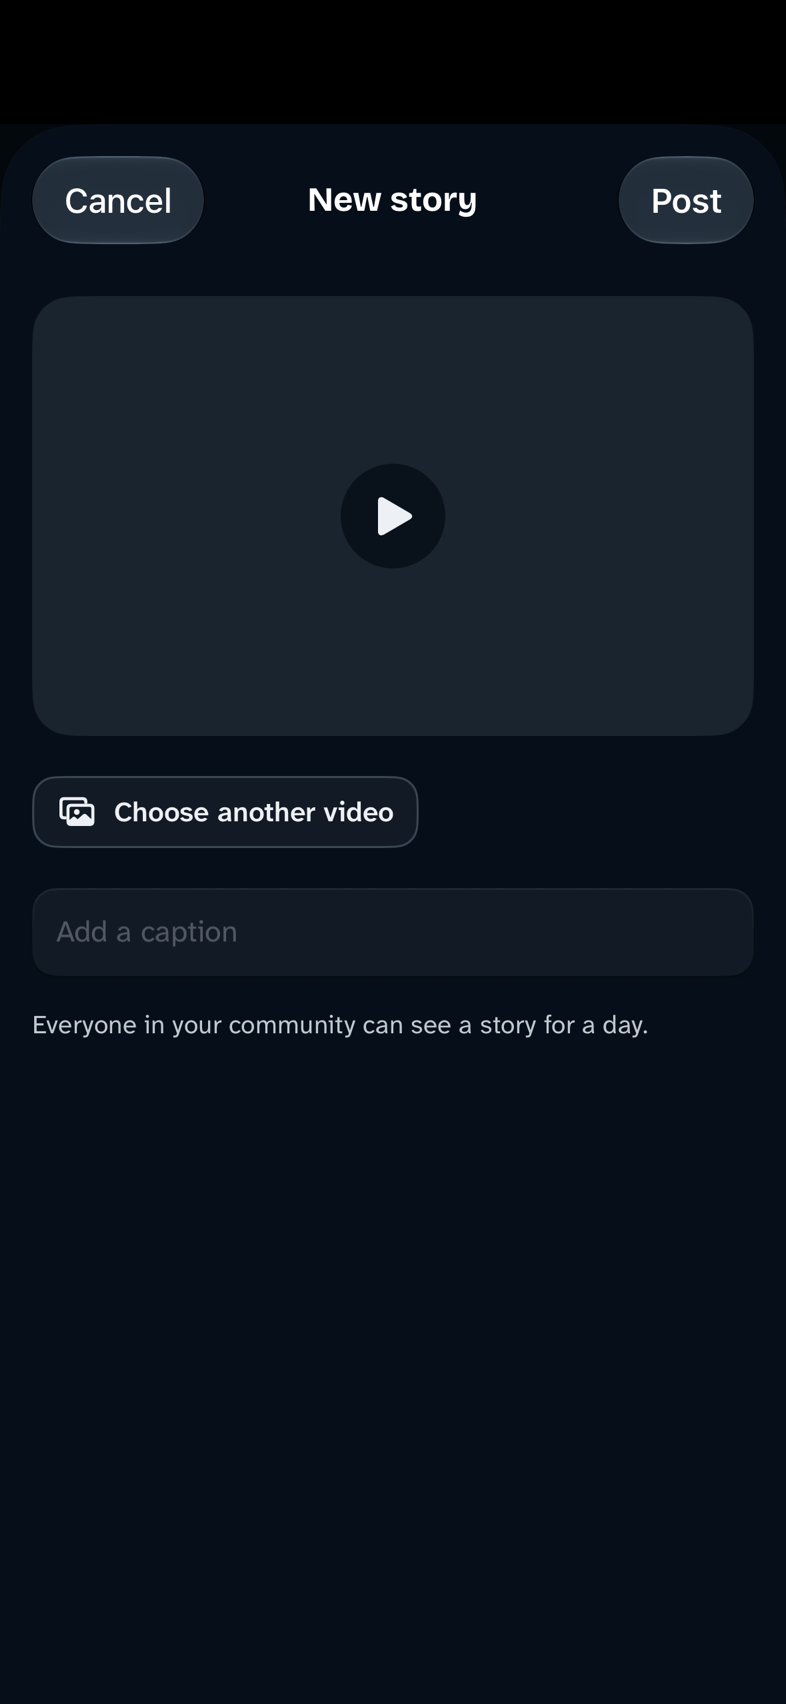 Cancel
New story
Post
Choose another video
Add a caption
Everyone in your community can see a story for a day.